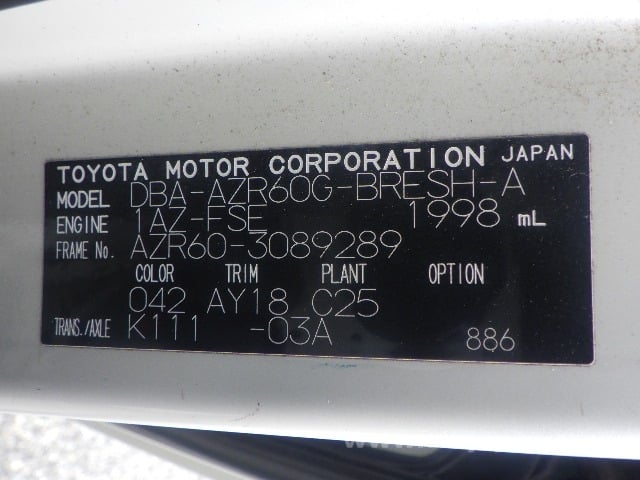 TOYOTA MOTOR CORPORATION JAPAN
MODEL DBA-AZR60G-BRESH-A
ENGINE 1AZ-FSE 1998 mL
FRAME No. AZR60-3089289
COLOR TRIM PLANT OPTION
042 AY18 C25
TRANS./AXLE K111 -03A 886